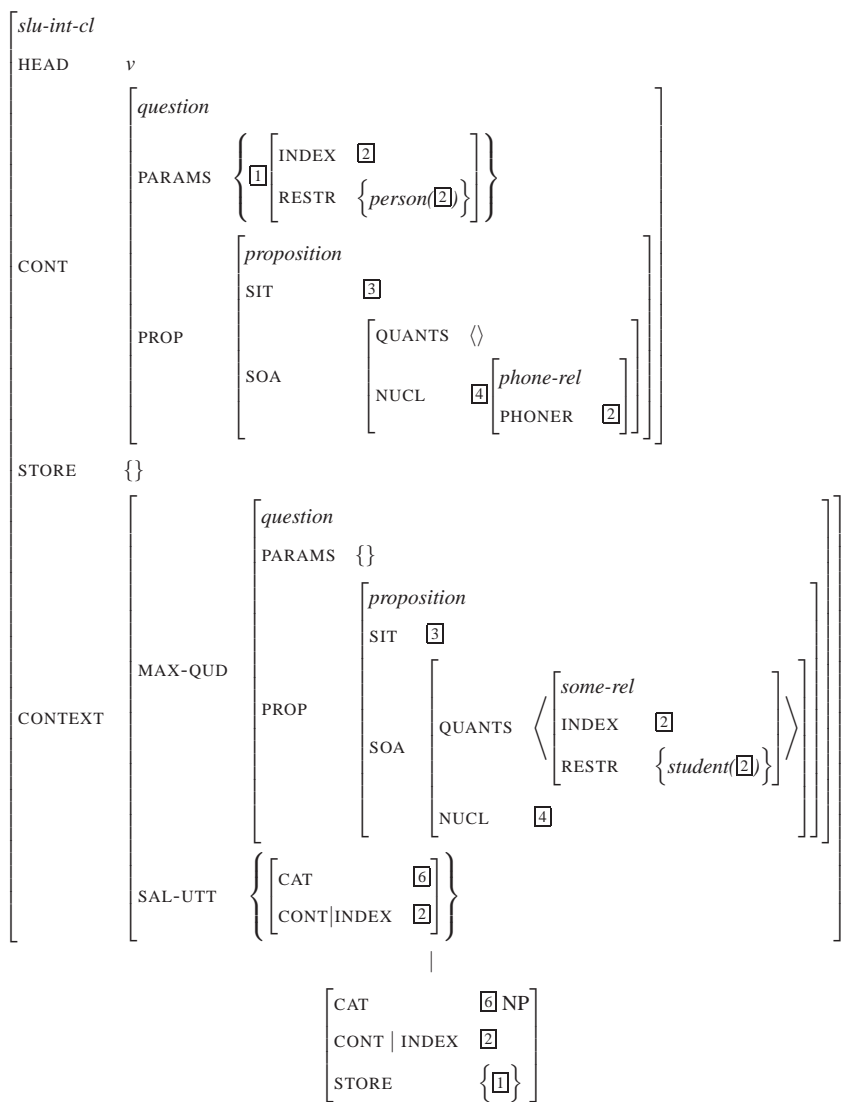 slu-int-cl
HEAD v
question
PARAMS { 1 [ INDEX 2
RESTR {person(2)} ] }
CONT
proposition
SIT 3
PROP
QUANTS ⟨⟩
SOA
phone-rel
NUCL 4
PHONER 2
STORE {}
question
PARAMS {}
proposition
SIT 3
MAX-QUD
some-rel
PROP
CONTEXT
QUANTS ⟨ INDEX 2 ⟩
SOA
RESTR {student(2)}
NUCL 4
CAT 6
SAL-UTT
CONT|INDEX 2
CAT 6 NP
CONT | INDEX 2
STORE {1}